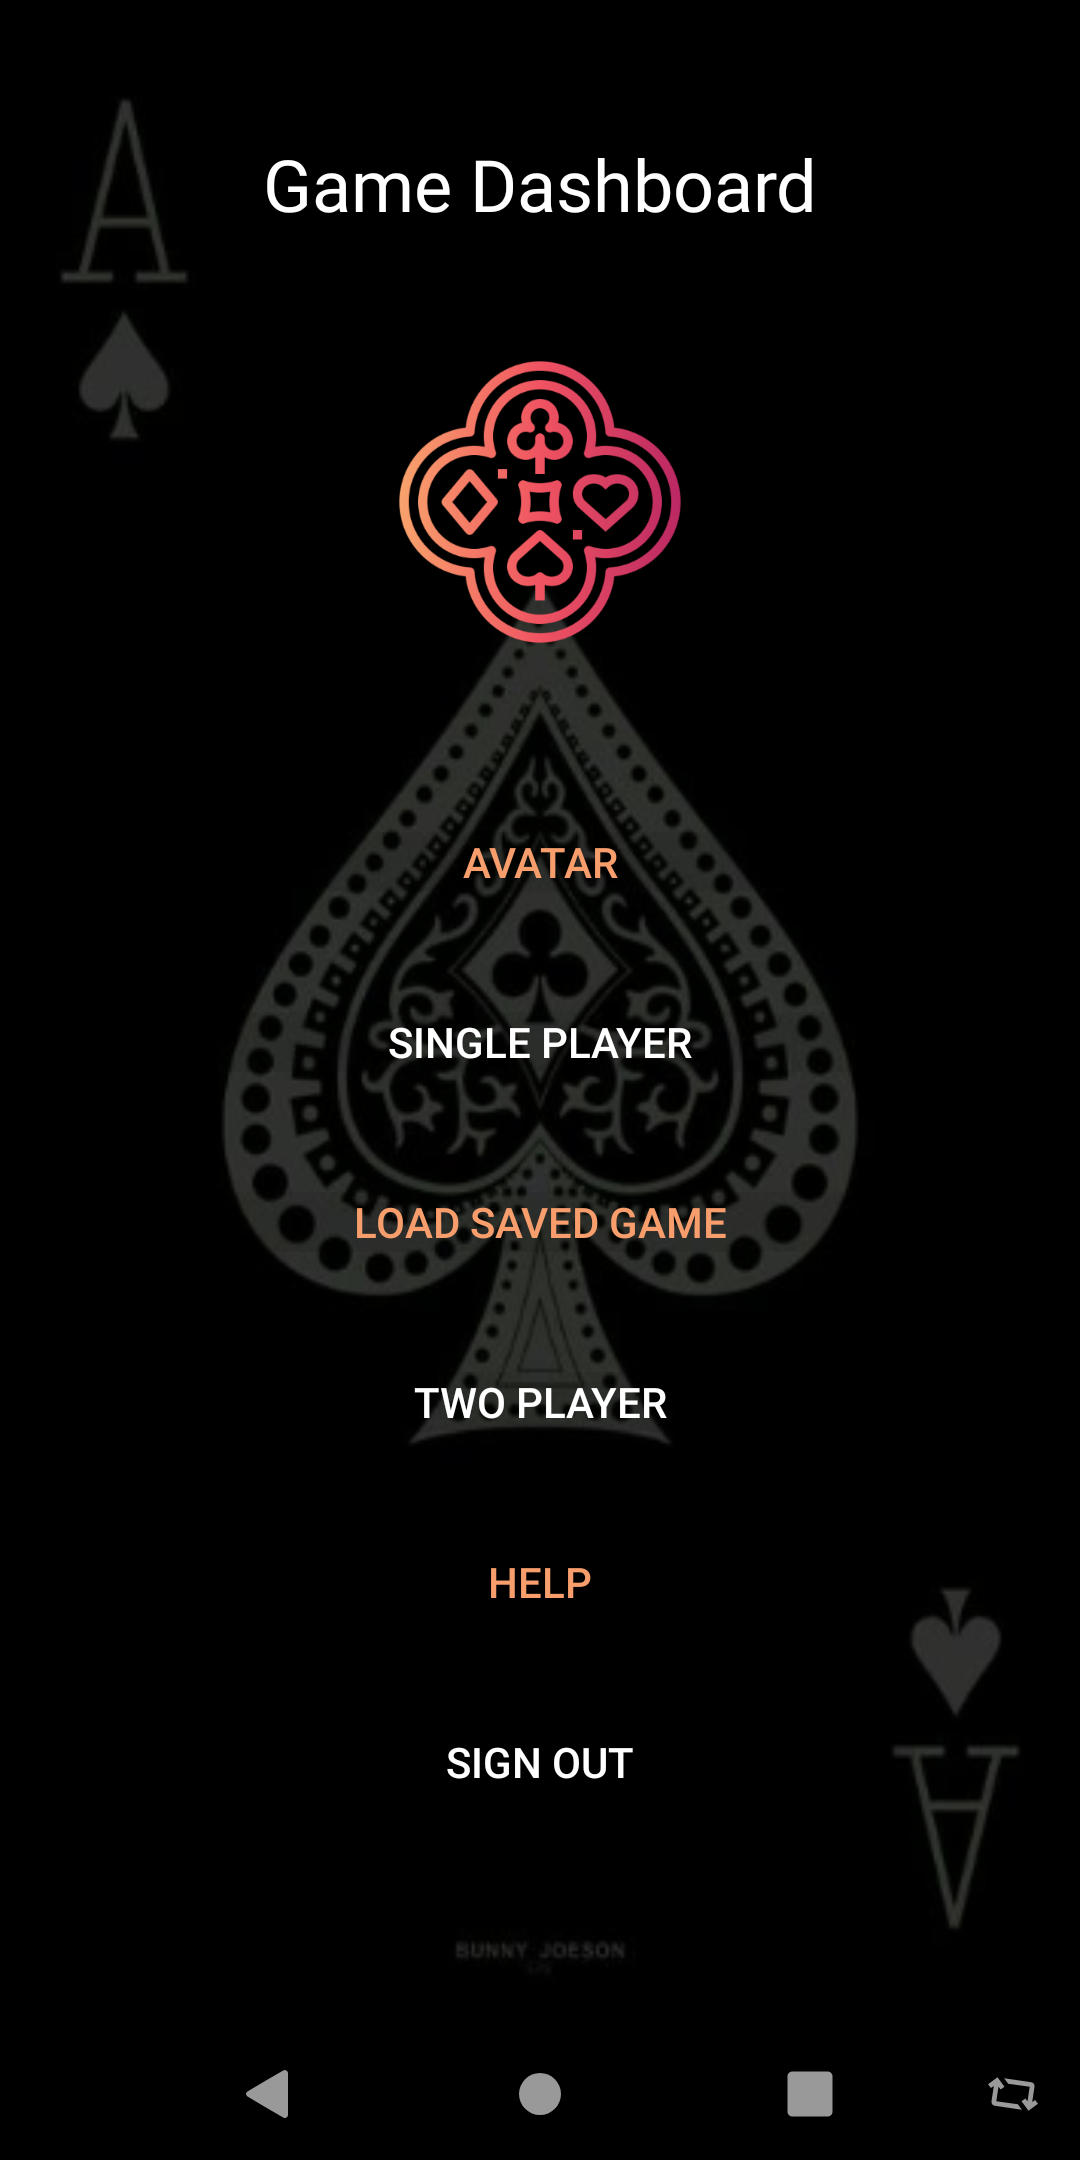 A
Game Dashboard
AVATAR
SINGLE PLAYER
LOAD SAVED GAME
TWO PLAYER
HELP
SIGN OUT
A
BUNNY JOESON